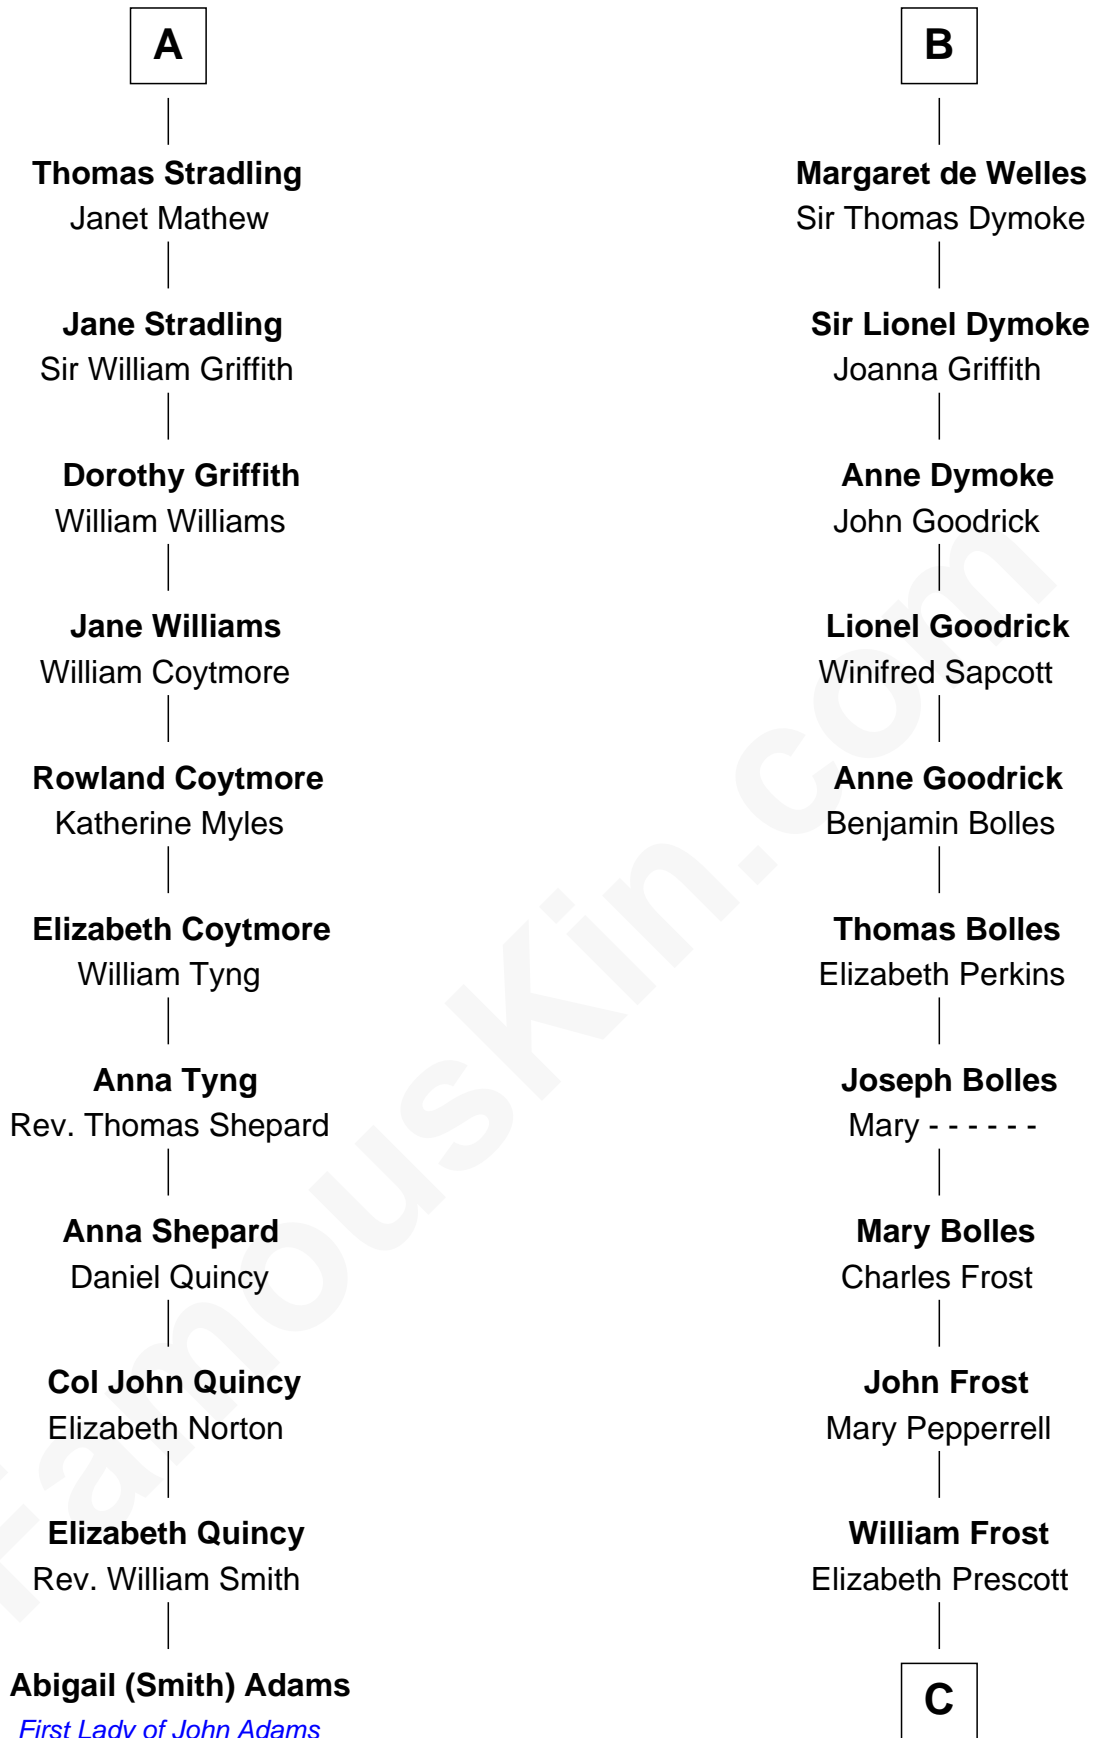 A
Thomas Stradling
Janet Mathew
Jane Stradling
Sir William Griffith
Dorothy Griffith
William Williams
Jane Williams
William Coytmore
Rowland Coytmore
Katherine Myles
Elizabeth Coytmore
William Tyng
Anna Tyng
Rev. Thomas Shepard
Anna Shepard
Daniel Quincy
Col John Quincy
Elizabeth Norton
Elizabeth Quincy
Rev. William Smith
Abigail (Smith) Adams
First Lady of John Adams
B
Margaret de Welles
Sir Thomas Dymoke
Sir Lionel Dymoke
Joanna Griffith
Anne Dymoke
John Goodrick
Lionel Goodrick
Winifred Sapcott
Anne Goodrick
Benjamin Bolles
Thomas Bolles
Elizabeth Perkins
Joseph Bolles
Mary - - - - - -
Mary Bolles
Charles Frost
John Frost
Mary Pepperrell
William Frost
Elizabeth Prescott
C
FamousKin.com